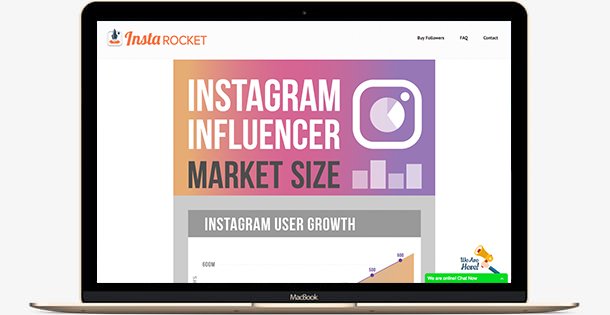 Insta ROCKET
Buy Followers FAQ Contact
INSTAGRAM
INFLUENCER
MARKET SIZE
INSTAGRAM USER GROWTH
600M
500 600
We Are
Here!
We are online! Chat Now
MacBook